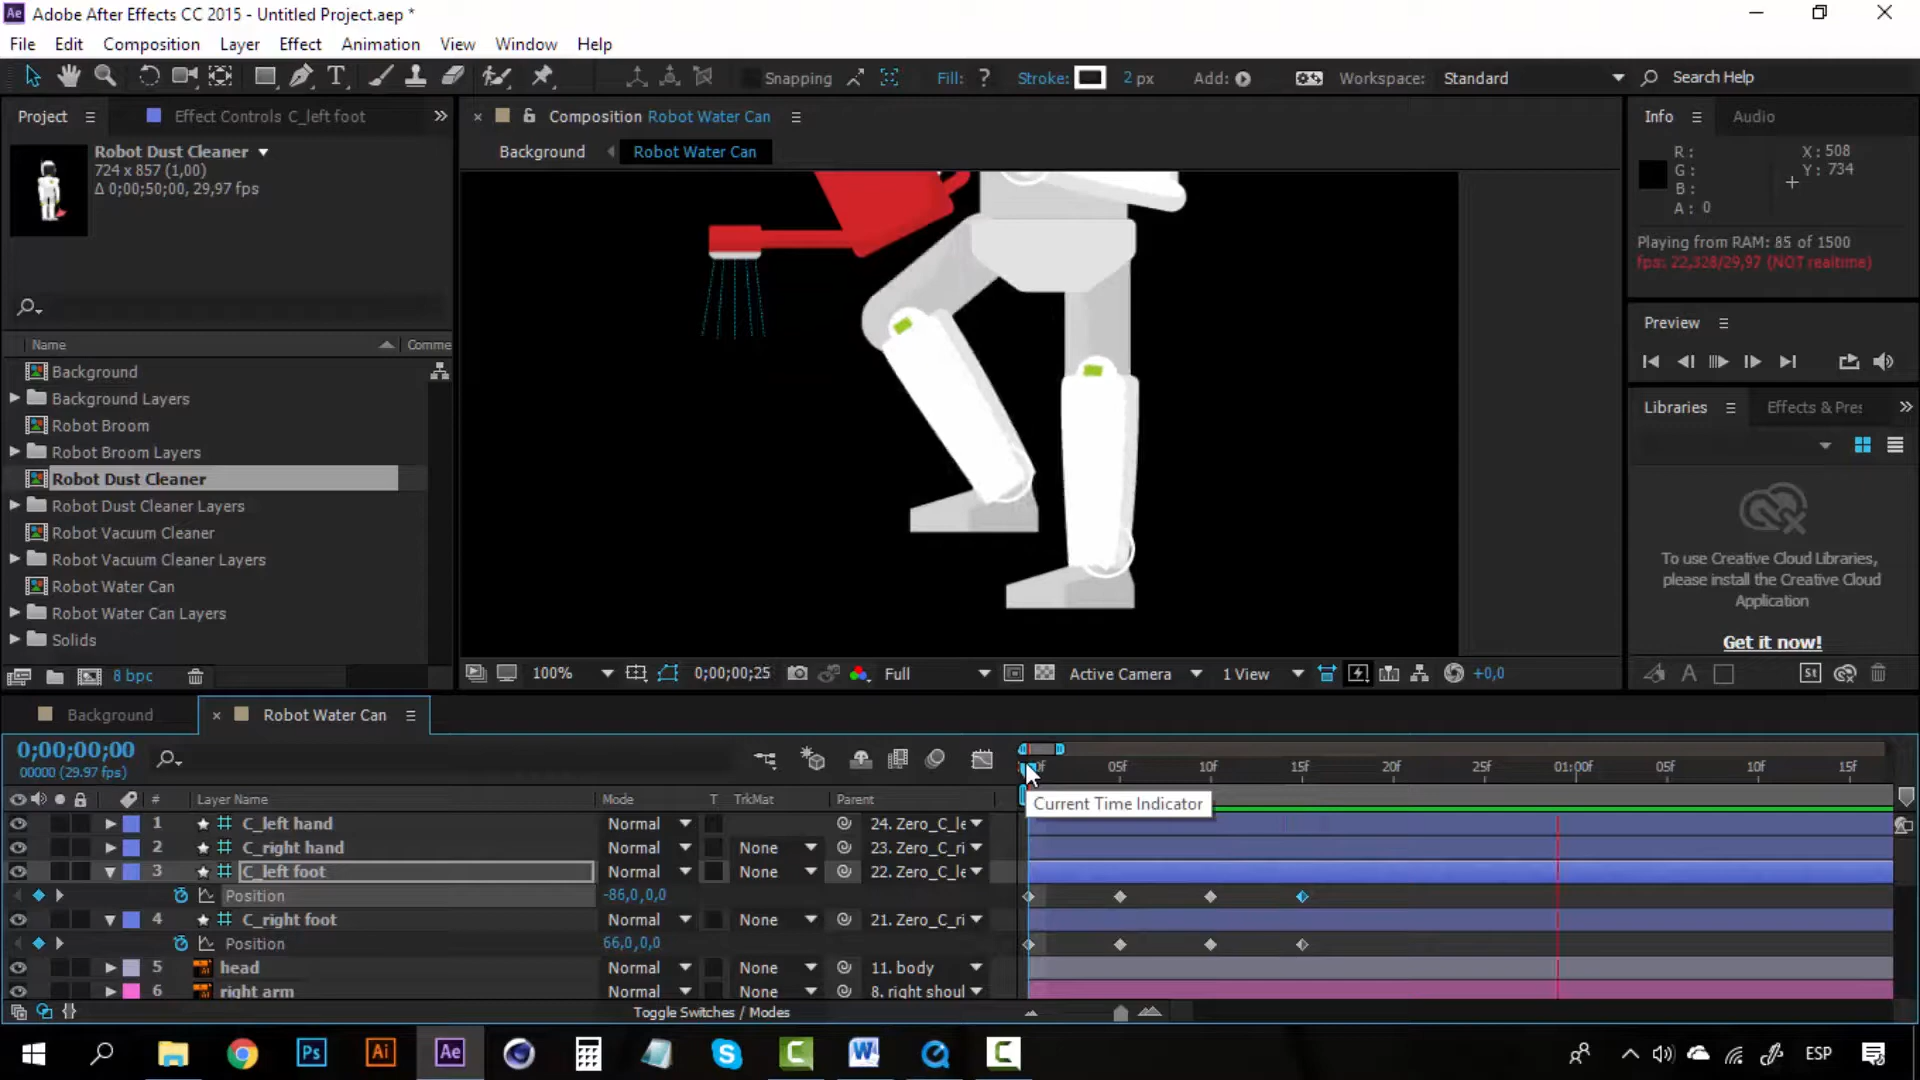 Adobe After Effects CC 2015 - Untitled Project.aep *
File Edit Composition Layer Effect Animation View Window Help
Snapping Fill: ? Stroke: 2 px Add: Workspace: Standard Search Help
Project Effect Controls C_left foot
Robot Dust Cleaner
724 x 857 (1,00)
Δ 0;00;50;00, 29,97 fps
Name Comme
Background
Background Layers
Robot Broom
Robot Broom Layers
Robot Dust Cleaner
Robot Dust Cleaner Layers
Robot Vacuum Cleaner
Robot Vacuum Cleaner Layers
Robot Water Can
Robot Water Can Layers
Solids
8 bpc
Composition Robot Water Can
Background Robot Water Can
100% 0;00;00;25 Full Active Camera 1 View +0,0
Info Audio
R: X: 508
G: Y: 734
B:
A: 0
Playing from RAM: 85 of 1500
fps: 22,328/29,97 (NOT realtime)
Preview
Libraries Effects & Pres
To use Creative Cloud Libraries,
please install the Creative Cloud
Application
Get it now!
St
Background Robot Water Can
0;00;00;00
00000 (29.97 fps)
05f 10f 15f 20f 25f 01:00f 05f 10f 15f
# Layer Name Mode T TrkMat Parent
Current Time Indicator
1 C_left hand Normal 24. Zero_C_le
2 C_right hand Normal None 23. Zero_C_ri
3 C_left foot Normal None 22. Zero_C_le
Position -86,0,0,0
4 C_right foot Normal None 21. Zero_C_ri
Position 66,0,0,0
5 head Normal None 11. body
6 right arm Normal None 8. right shoul
Toggle Switches / Modes
Ps Ai Ae ESP